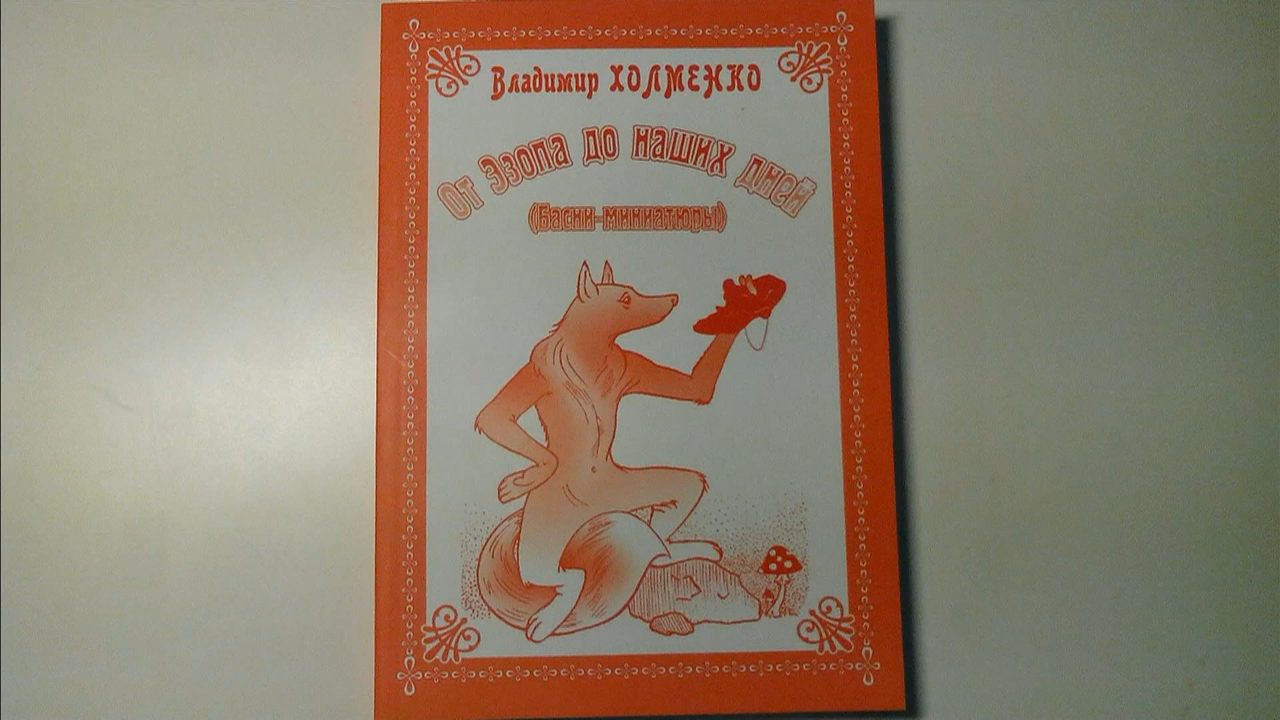 Владимир ХОЛМЕНКО
От Эзопа до наших дней
(Басни-миниатюры)